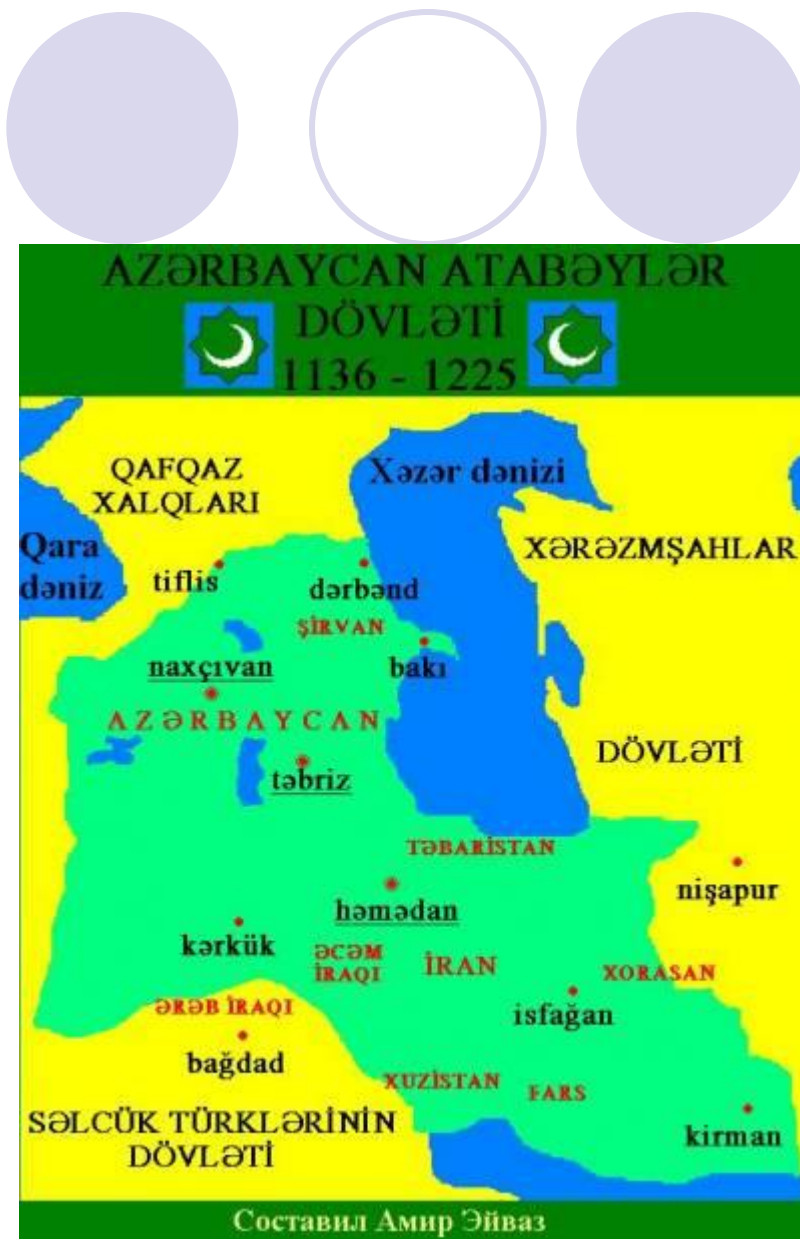 AZƏRBAYCAN ATABƏYLƏR
DÖVLƏTİ
1136 - 1225
QAFQAZ
XALQLARI
Xəzər dənizi
Qara
dəniz
XƏRƏZMŞAHLAR
tiflis
dərbənd
ŞİRVAN
naxçıvan
bakı
AZƏRBAYCAN
DÖVLƏTİ
təbriz
TƏBARİSTAN
nişapur
həmədan
kərkük
ƏCƏM
İRAQI
İRAN
XORASAN
ƏRƏB İRAQI
isfağan
bağdad
XUZİSTAN
FARS
SƏLCÜK TÜRKLƏRİNİN
DÖVLƏTİ
kirman
Составил Амир Эйваз